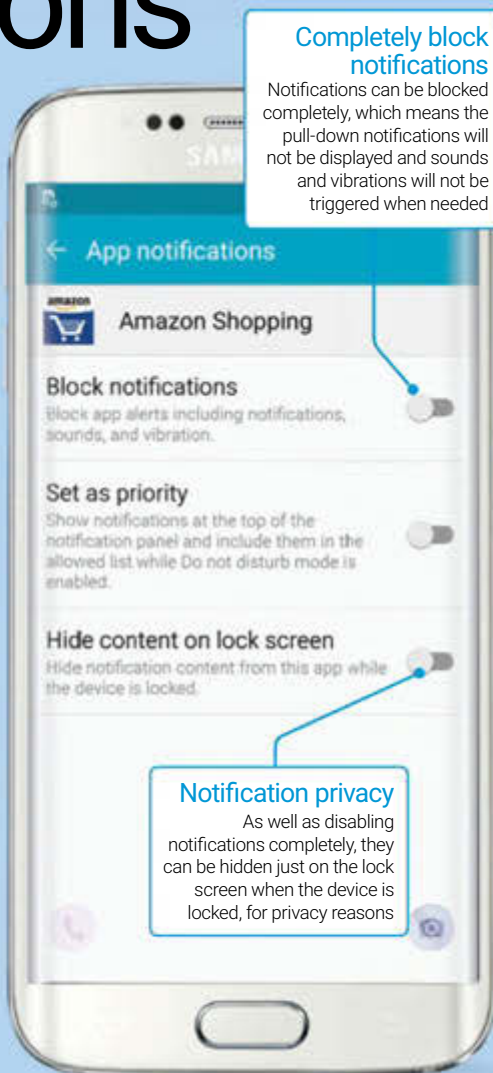 ons
Completely block
notifications
Notifications can be blocked
completely, which means the
pull-down notifications will
not be displayed and sounds
and vibrations will not be
triggered when needed
SAM
App notifications
amazon
Amazon Shopping
Block notifications
Block app alerts including notifications,
sounds, and vibration.
Set as priority
Show notifications at the top of the
notification panel and include them in the
allowed list while Do not disturb mode is
enabled.
Hide content on lock screen
Hide notification content from this app while
the device is locked.
Notification privacy
As well as disabling
notifications completely, they
can be hidden just on the lock
screen when the device is
locked, for privacy reasons